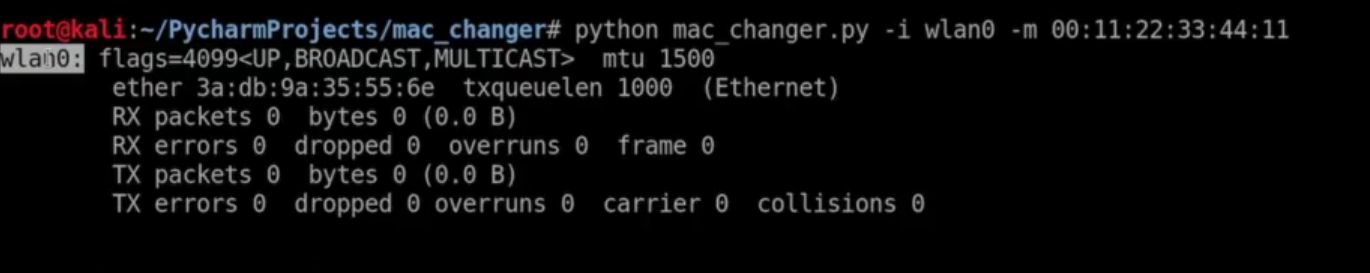 root@kali:~/PycharmProjects/mac_changer# python mac_changer.py -i wlan0 -m 00:11:22:33:44:11
wlan0: flags=4099<UP,BROADCAST,MULTICAST>  mtu 1500
        ether 3a:db:9a:35:55:6e  txqueuelen 1000  (Ethernet)
        RX packets 0  bytes 0 (0.0 B)
        RX errors 0  dropped 0  overruns 0  frame 0
        TX packets 0  bytes 0 (0.0 B)
        TX errors 0  dropped 0 overruns 0  carrier 0  collisions 0